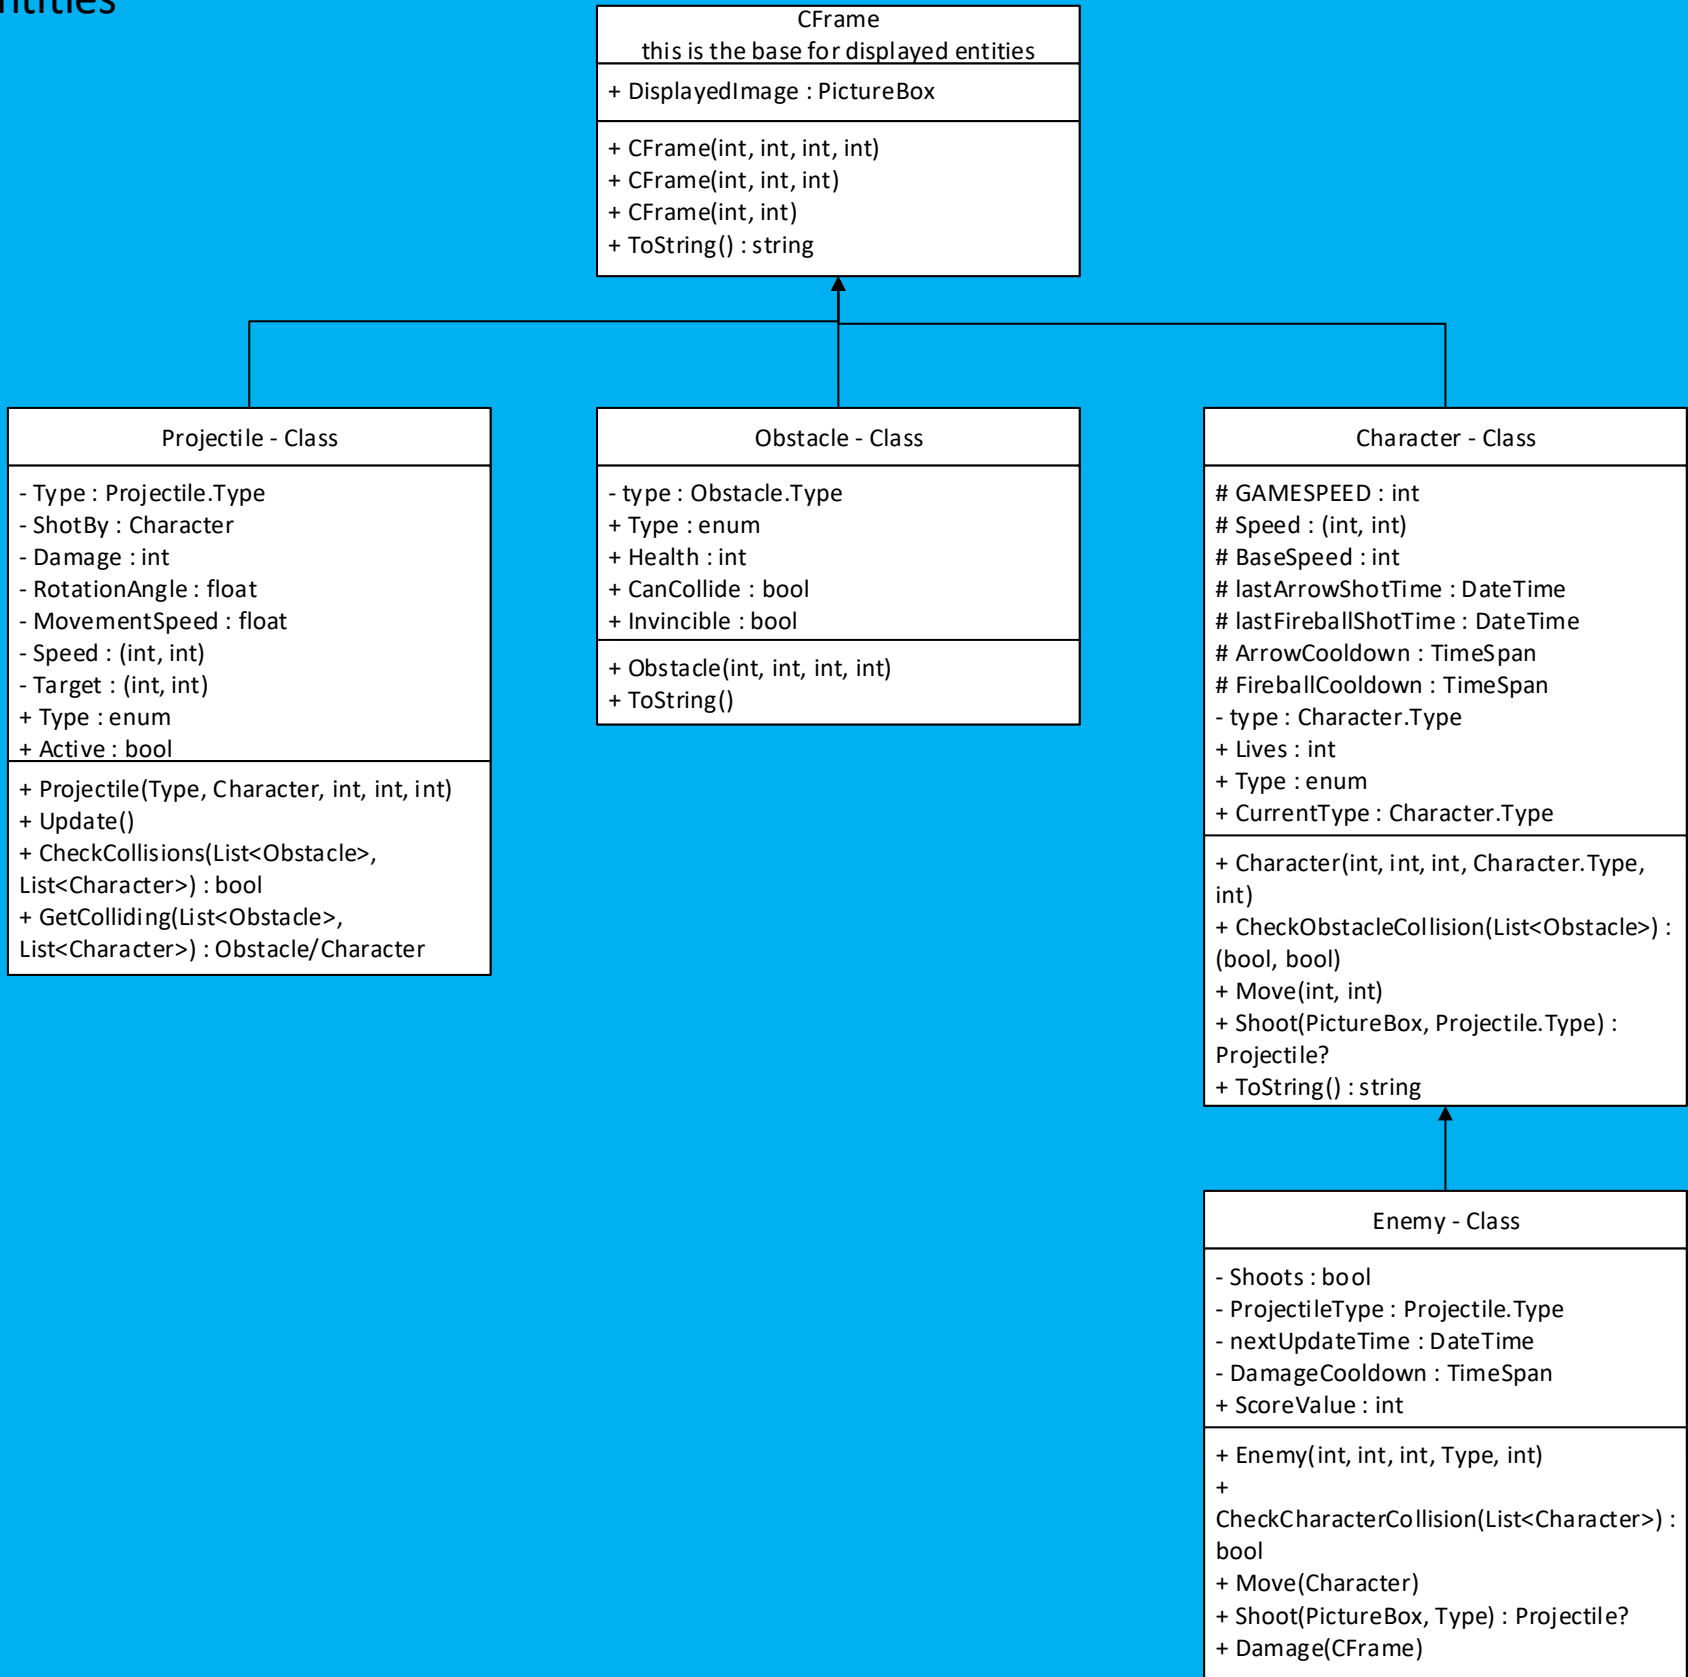 CFrame
this is the base for displayed entities
+ DisplayedImage : PictureBox
+ CFrame(int, int, int, int)
+ CFrame(int, int, int)
+ CFrame(int, int)
+ ToString() : string
Projectile - Class
- Type : Projectile.Type
- ShotBy : Character
- Damage : int
- RotationAngle : float
- MovementSpeed : float
- Speed : (int, int)
- Target : (int, int)
+ Type : enum
+ Active : bool
+ Projectile(Type, Character, int, int, int)
+ Update()
+ CheckCollisions(List<Obstacle>,
List<Character>) : bool
+ GetColliding(List<Obstacle>,
List<Character>) : Obstacle/Character
Obstacle - Class
- type : Obstacle.Type
+ Type : enum
+ Health : int
+ CanCollide : bool
+ Invincible : bool
+ Obstacle(int, int, int, int)
+ ToString()
Character - Class
# GAMESPEED : int
# Speed : (int, int)
# BaseSpeed : int
# lastArrowShotTime : DateTime
# lastFireballShotTime : DateTime
# ArrowCooldown : TimeSpan
# FireballCooldown : TimeSpan
- type : Character.Type
+ Lives : int
+ Type : enum
+ CurrentType : Character.Type
+ Character(int, int, int, Character.Type,
int)
+ CheckObstacleCollision(List<Obstacle>) :
(bool, bool)
+ Move(int, int)
+ Shoot(PictureBox, Projectile.Type) :
Projectile?
+ ToString() : string
Enemy - Class
- Shoots : bool
- ProjectileType : Projectile.Type
- nextUpdateTime : DateTime
- DamageCooldown : TimeSpan
+ ScoreValue : int
+ Enemy(int, int, int, Type, int)
+
CheckCharacterCollision(List<Character>) :
bool
+ Move(Character)
+ Shoot(PictureBox, Type) : Projectile?
+ Damage(CFrame)